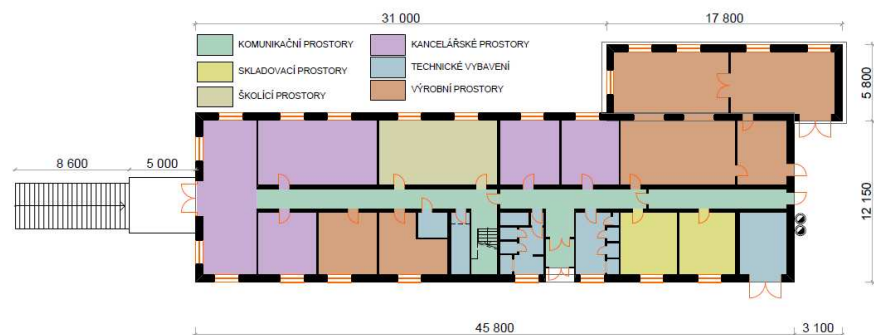 31 000
17 800
KOMUNIKAČNÍ PROSTORY
KANCELÁŘSKÉ PROSTORY
SKLADOVACÍ PROSTORY
TECHNICKÉ VYBAVENÍ
ŠKOLÍCÍ PROSTORY
VÝROBNÍ PROSTORY
5 800
8 600
5 000
12 150
45 800
3 100